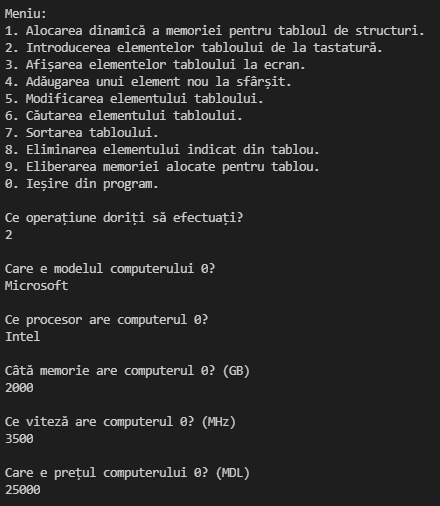 Meniu:
1. Alocarea dinamică a memoriei pentru tabloul de structuri.
2. Introducerea elementelor tabloului de la tastatură.
3. Afișarea elementelor tabloului la ecran.
4. Adăugarea unui element nou la sfârșit.
5. Modificarea elementului tabloului.
6. Căutarea elementului tabloului.
7. Sortarea tabloului.
8. Eliminarea elementului indicat din tablou.
9. Eliberarea memoriei alocate pentru tablou.
0. Ieșire din program.
Ce operațiune doriți să efectuați?
2
Care e modelul computerului 0?
Microsoft
Ce procesor are computerul 0?
Intel
Câtă memorie are computerul 0? (GB)
2000
Ce viteză are computerul 0? (MHz)
3500
Care e prețul computerului 0? (MDL)
25000